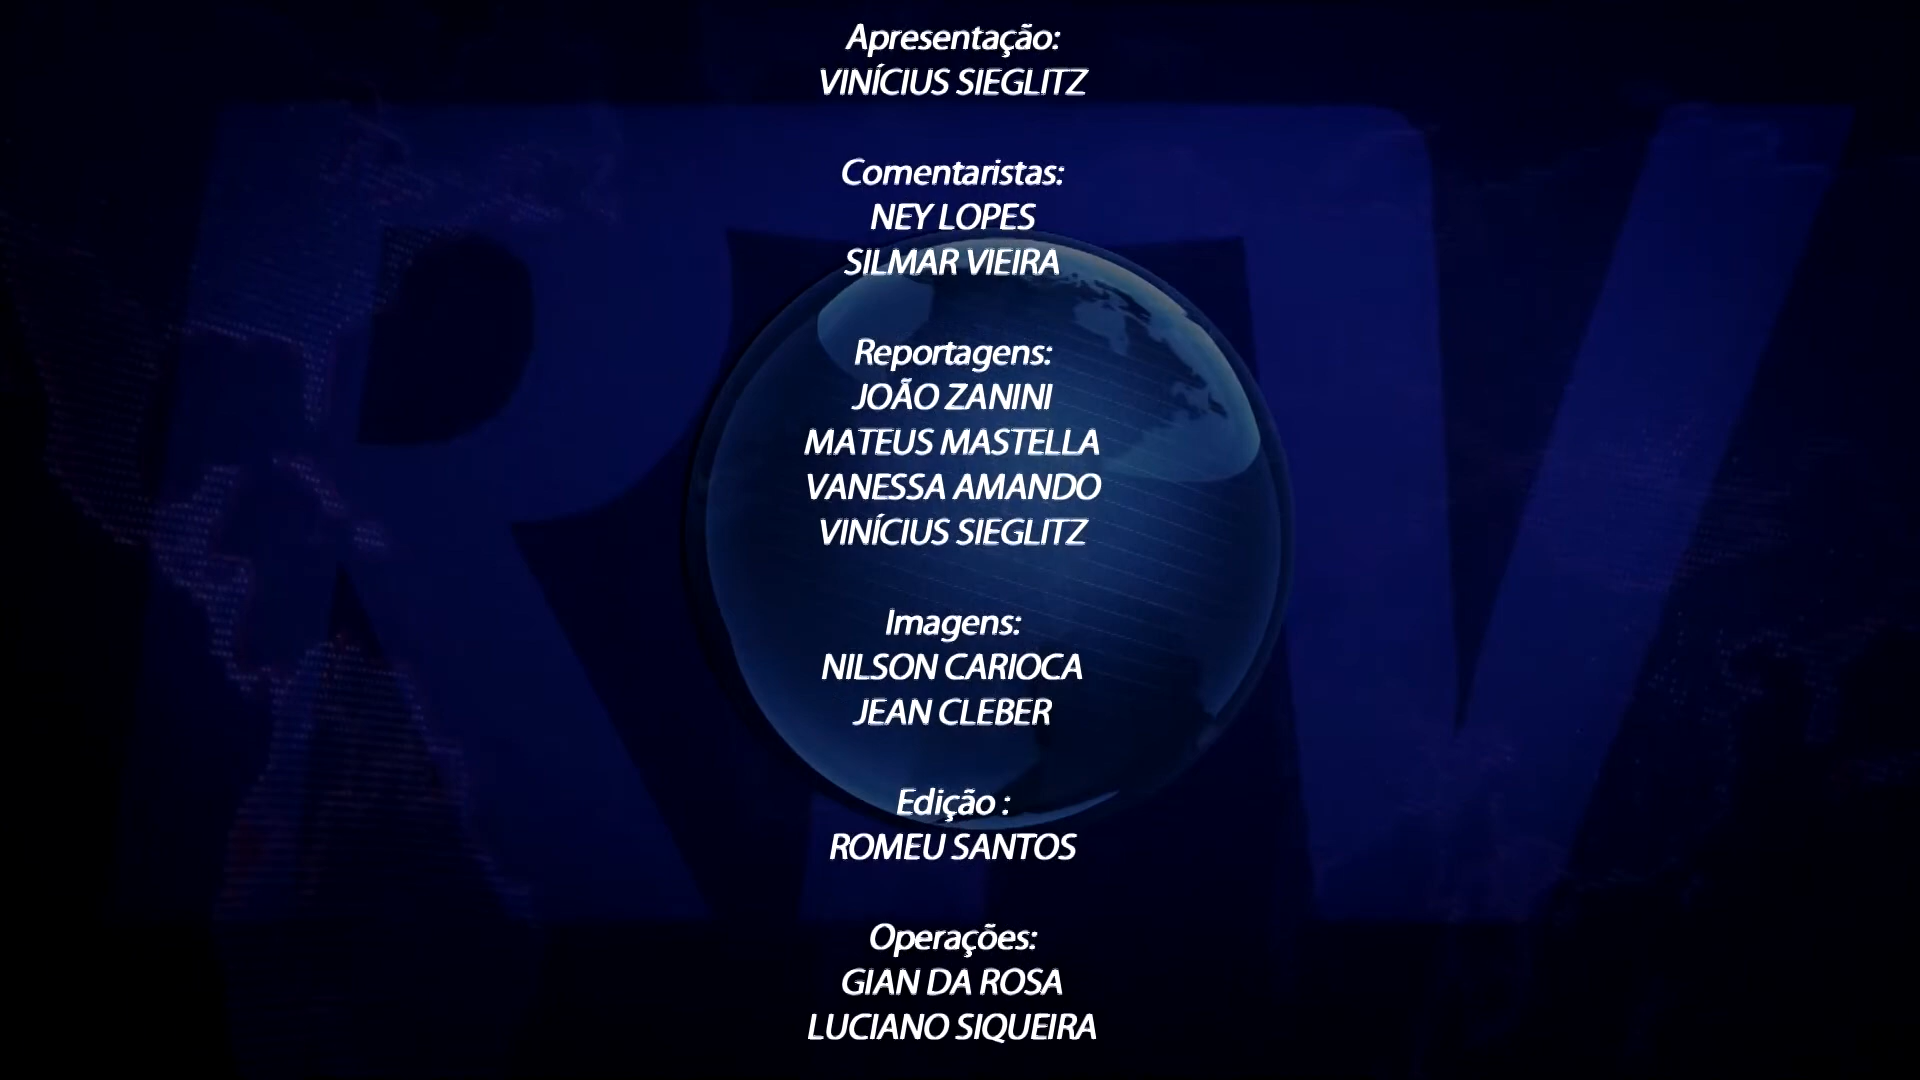 Apresentação:
VINÍCIUS SIEGLITZ
Comentaristas:
NEY LOPES
SILMAR VIEIRA
Reportagens:
JOÃO ZANINI
MATEUS MASTELLA
VANESSA AMANDO
VINÍCIUS SIEGLITZ
Imagens:
NILSON CARIOCA
JEAN CLEBER
Edição :
ROMEU SANTOS
Operações:
GIAN DA ROSA
LUCIANO SIQUEIRA
RTV